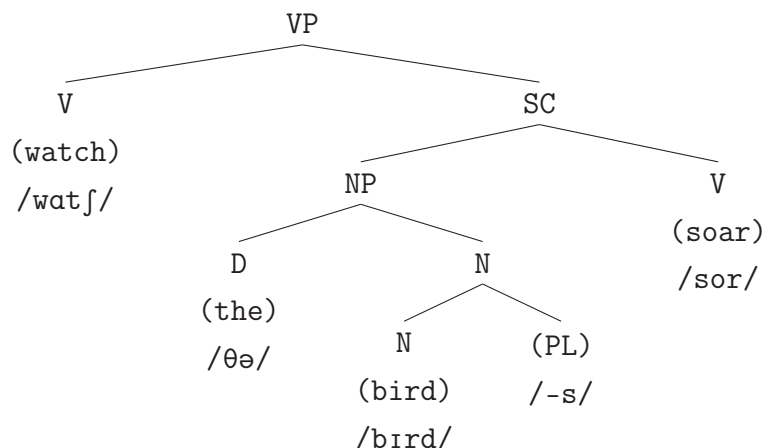 VP
V SC
(watch)
/wɑtʃ/
NP V
(soar)
/sor/
D N
(the)
/θə/
N (PL)
(bird) /-s/
/bɪrd/